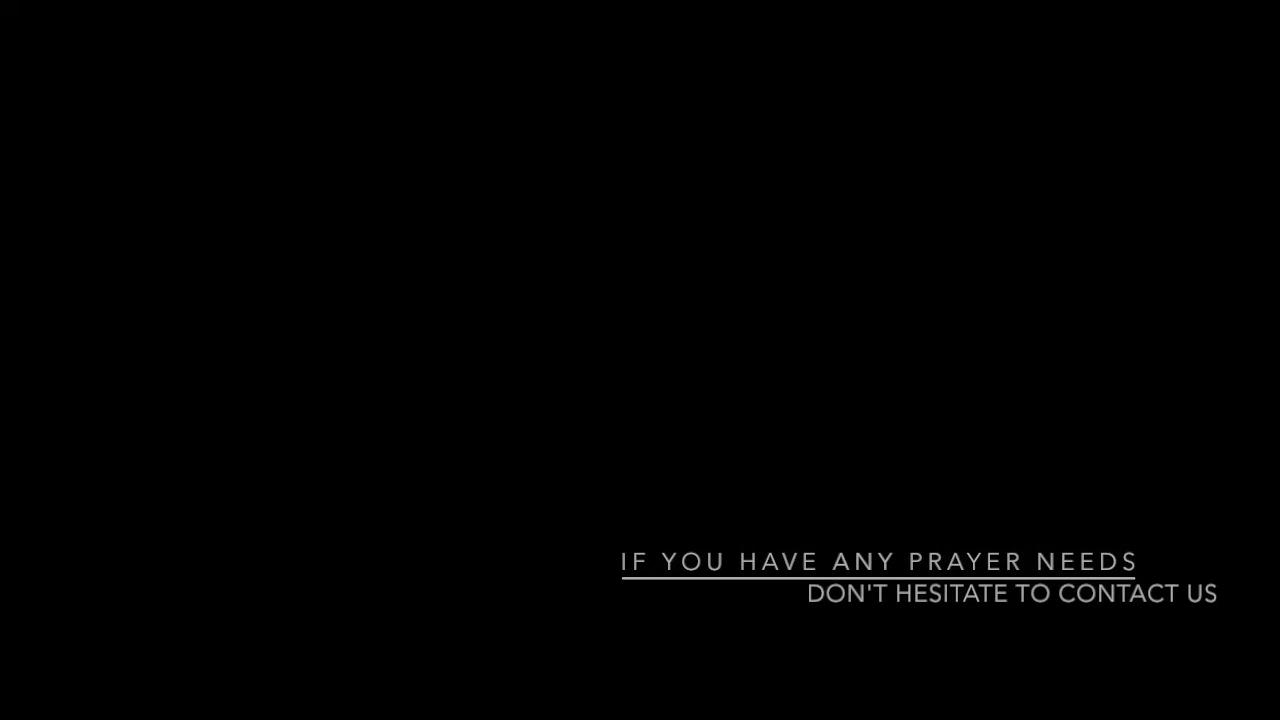 IF YOU HAVE ANY PRAYER NEEDS
DON'T HESITATE TO CONTACT US